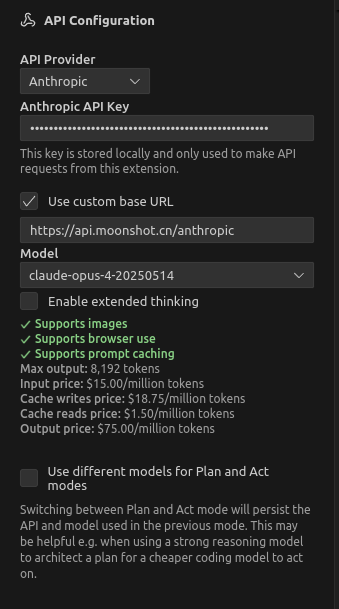 API Configuration
API Provider
Anthropic
Anthropic API Key
••••••••••••••••••••••••••••••••••••••••••••••••••••
This key is stored locally and only used to make API
requests from this extension.
Use custom base URL
https://api.moonshot.cn/anthropic
Model
claude-opus-4-20250514
Enable extended thinking
✓ Supports images
✓ Supports browser use
✓ Supports prompt caching
Max output: 8,192 tokens
Input price: $15.00/million tokens
Cache writes price: $18.75/million tokens
Cache reads price: $1.50/million tokens
Output price: $75.00/million tokens
Use different models for Plan and Act
modes
Switching between Plan and Act mode will persist the
API and model used in the previous mode. This may
be helpful e.g. when using a strong reasoning model
to architect a plan for a cheaper coding model to act
on.